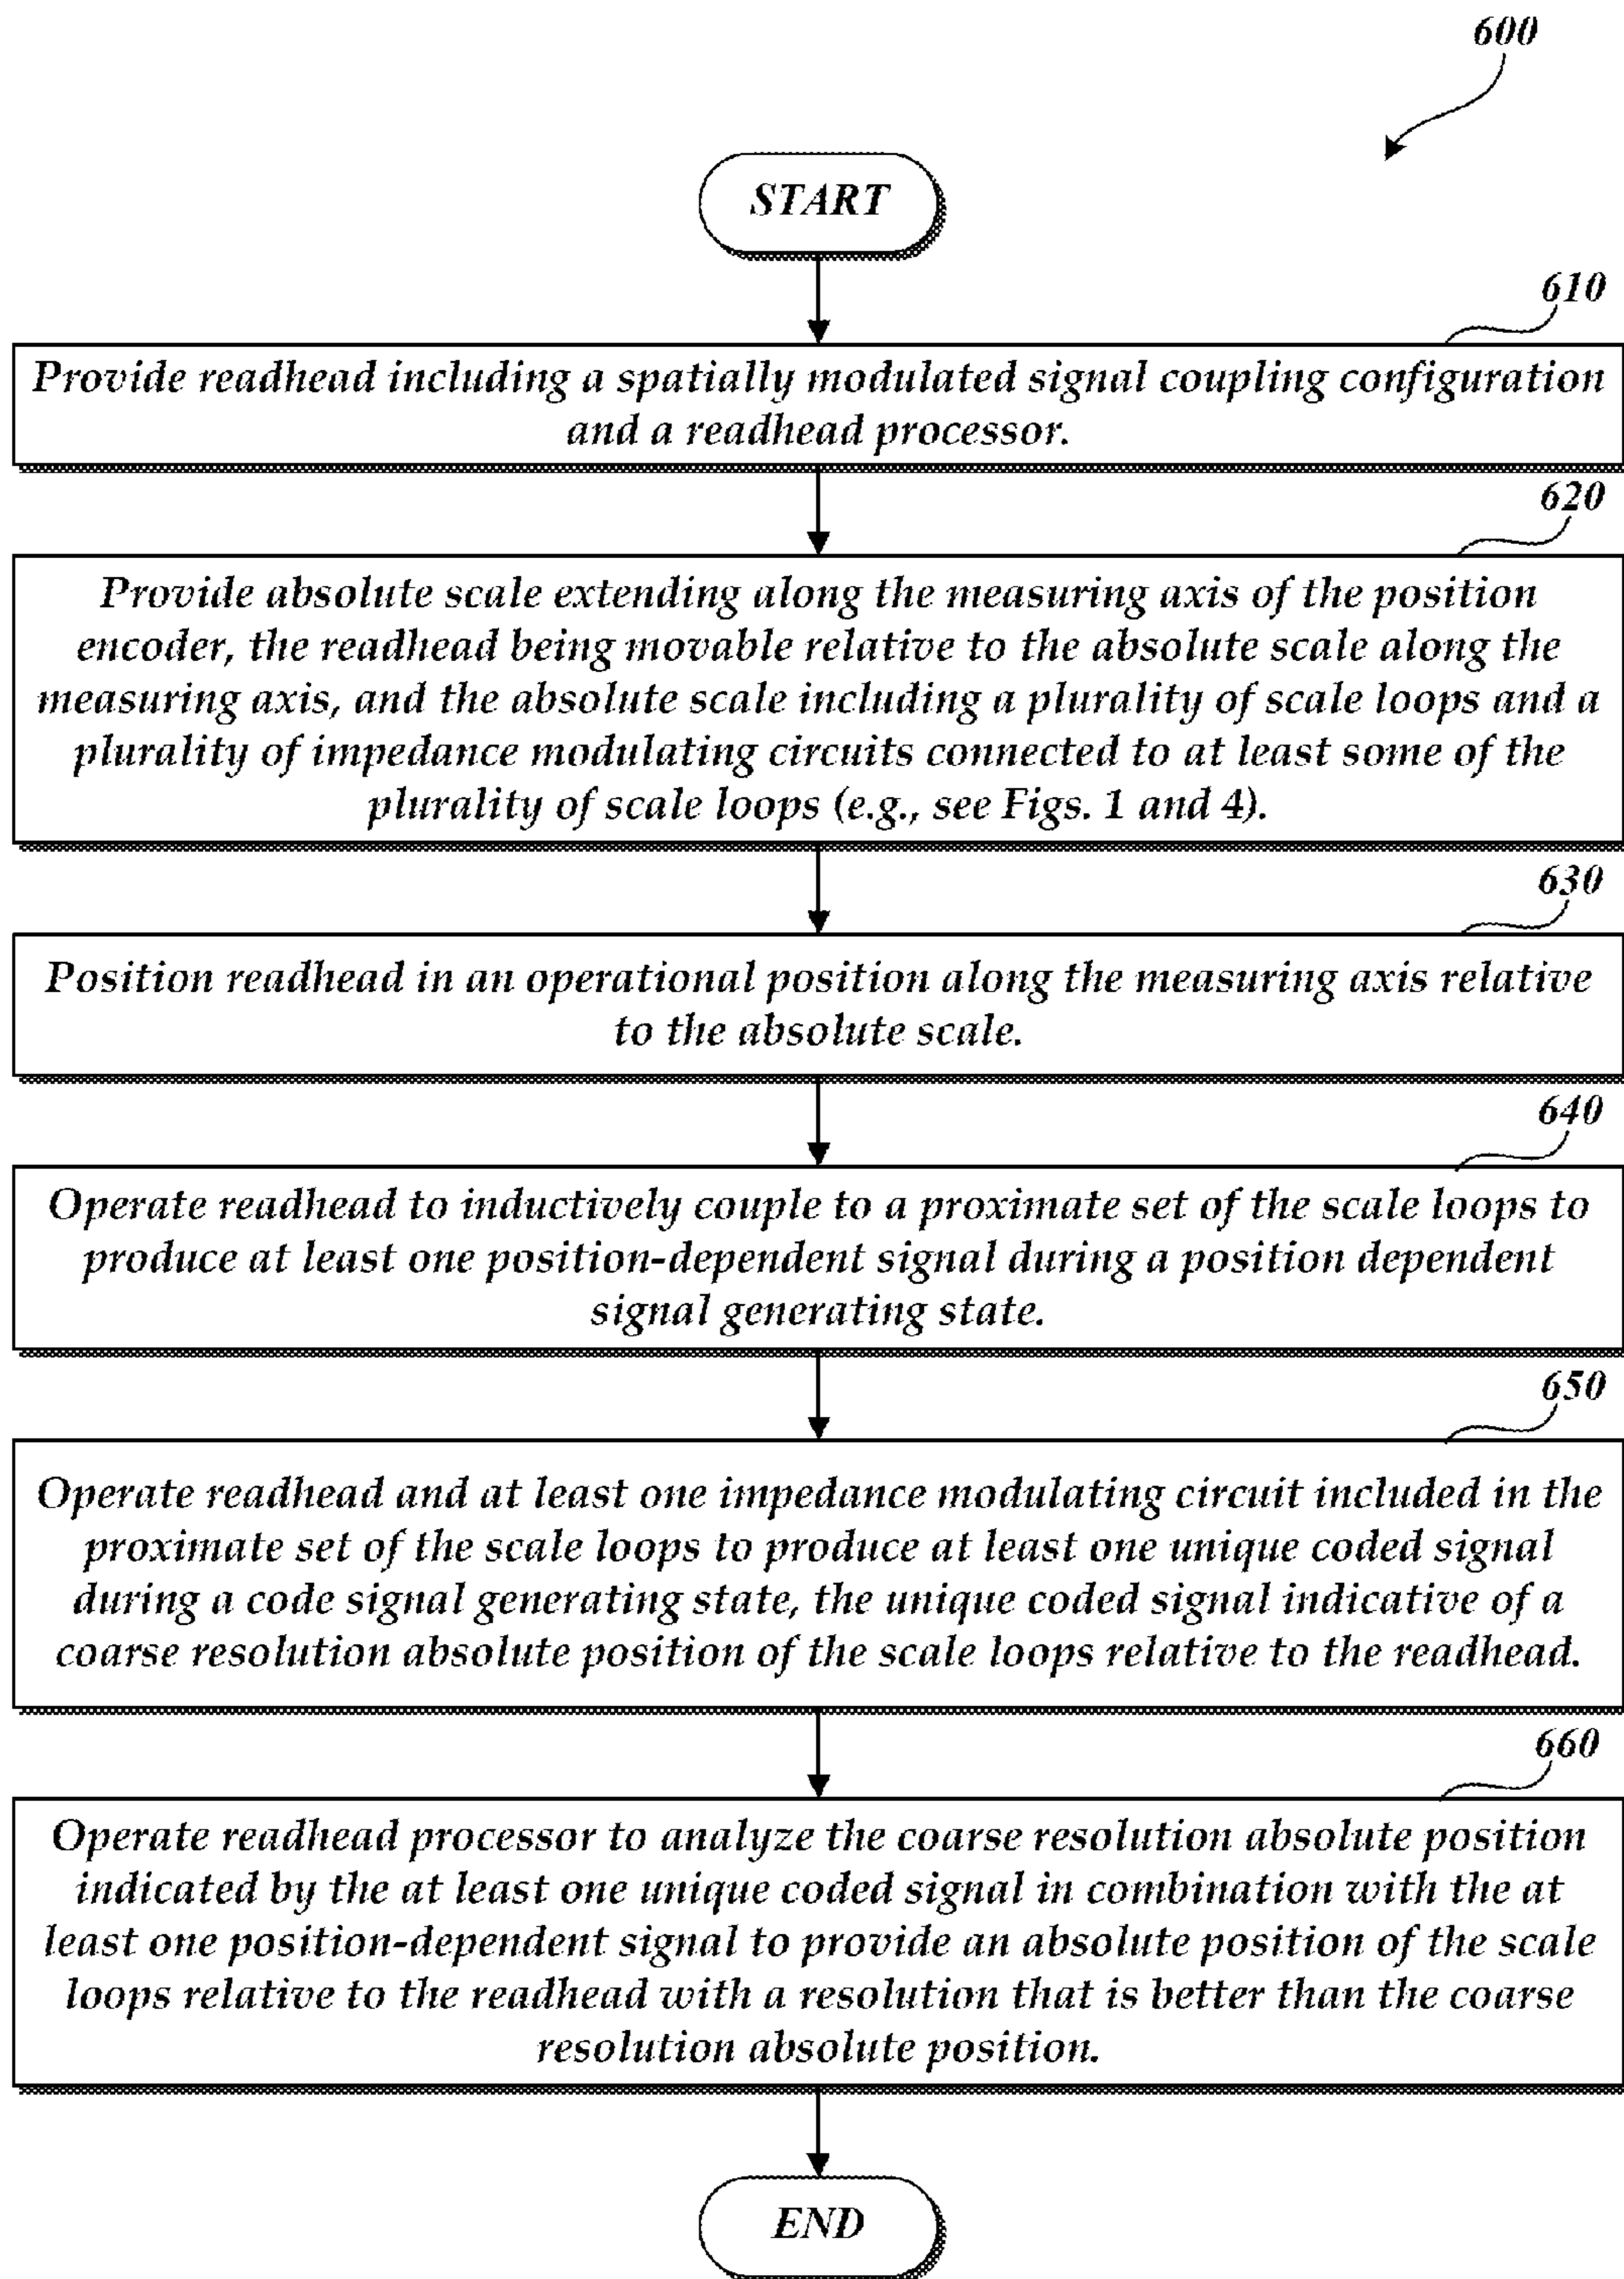 600
START
610
Provide readhead including a spatially modulated signal coupling configuration
and a readhead processor.
620
Provide absolute scale extending along the measuring axis of the position
encoder, the readhead being movable relative to the absolute scale along the
measuring axis, and the absolute scale including a plurality of scale loops and a
plurality of impedance modulating circuits connected to at least some of the
plurality of scale loops (e.g., see Figs. 1 and 4).
630
Position readhead in an operational position along the measuring axis relative
to the absolute scale.
640
Operate readhead to inductively couple to a proximate set of the scale loops to
produce at least one position-dependent signal during a position dependent
signal generating state.
650
Operate readhead and at least one impedance modulating circuit included in the
proximate set of the scale loops to produce at least one unique coded signal
during a code signal generating state, the unique coded signal indicative of a
coarse resolution absolute position of the scale loops relative to the readhead.
660
Operate readhead processor to analyze the coarse resolution absolute position
indicated by the at least one unique coded signal in combination with the at
least one position-dependent signal to provide an absolute position of the scale
loops relative to the readhead with a resolution that is better than the coarse
resolution absolute position.
END